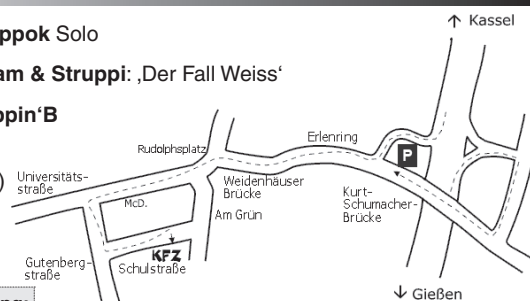 ppok Solo
am & Struppi: ‚Der Fall Weiss‘
ppin‘B
↑ Kassel
Erlenring
Rudolphsplatz
P
Universitäts-
straße
Weidenhäuser
Brücke
McD.
Am Grün
Kurt-
Schumacher-
Brücke
KFZ
Schulstraße
Gutenberg-
straße
↓ Gießen